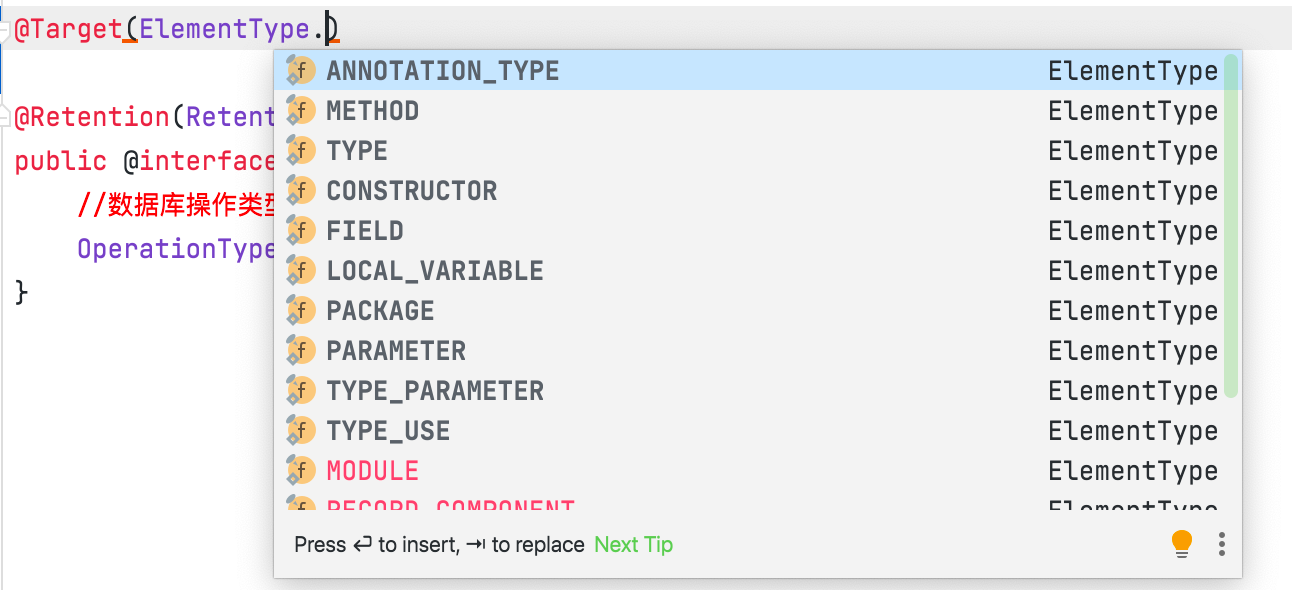 @Target(ElementType.)
ANNOTATION_TYPE ElementType
@Retention(Retent
METHOD ElementType
public @interface
TYPE ElementType
//数据库操作类型
CONSTRUCTOR ElementType
OperationType
FIELD ElementType
}
LOCAL_VARIABLE ElementType
PACKAGE ElementType
PARAMETER ElementType
TYPE_PARAMETER ElementType
TYPE_USE ElementType
MODULE ElementType
RECORD_COMPONENT ElementType
Press ↩ to insert, ⇥ to replace Next Tip